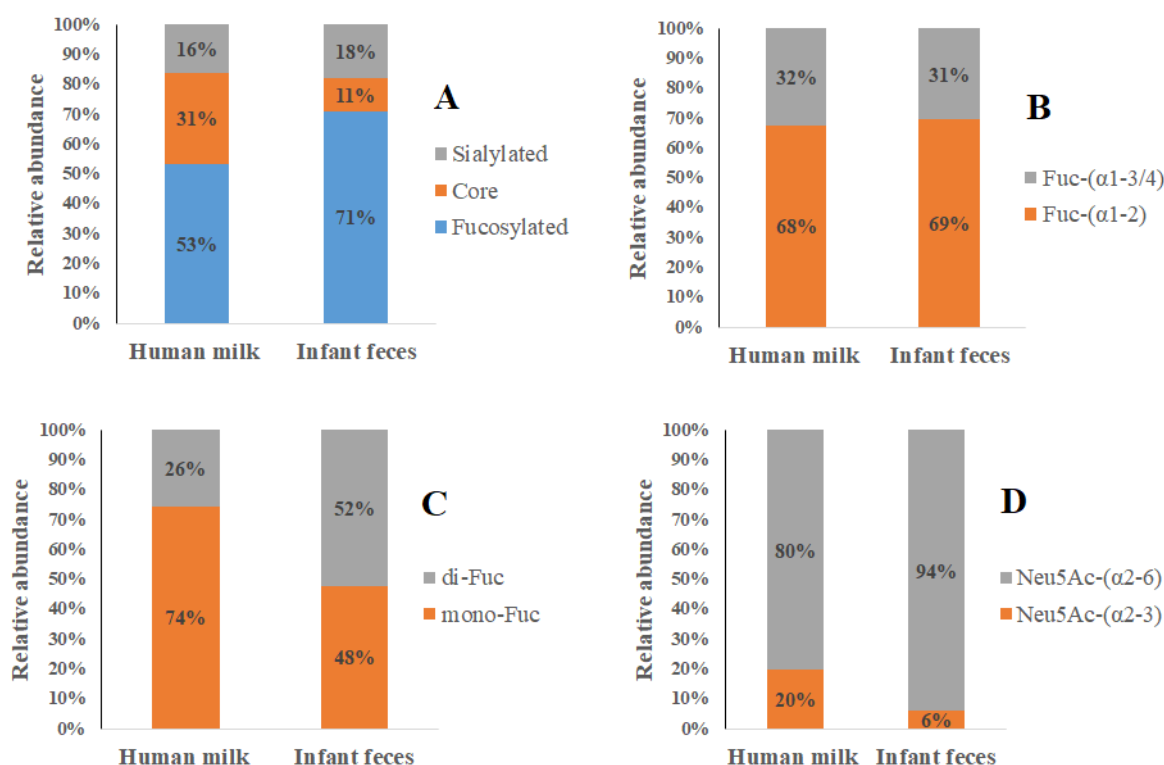 100%
90%
80%
70%
60%
50%
40%
30%
20%
10%
0%
Relative abundance
16%
31%
53%
18%
11%
71%
Human milk
Infant feces
A
Sialylated
Core
Fucosylated
100%
90%
80%
70%
60%
50%
40%
30%
20%
10%
0%
Relative abundance
32%
68%
31%
69%
Human milk
Infant feces
B
Fuc-(α1-3/4)
Fuc-(α1-2)
100%
90%
80%
70%
60%
50%
40%
30%
20%
10%
0%
Relative abundance
26%
74%
52%
48%
Human milk
Infant feces
C
di-Fuc
mono-Fuc
100%
90%
80%
70%
60%
50%
40%
30%
20%
10%
0%
Relative abundance
80%
20%
94%
6%
Human milk
Infant feces
D
Neu5Ac-(α2-6)
Neu5Ac-(α2-3)